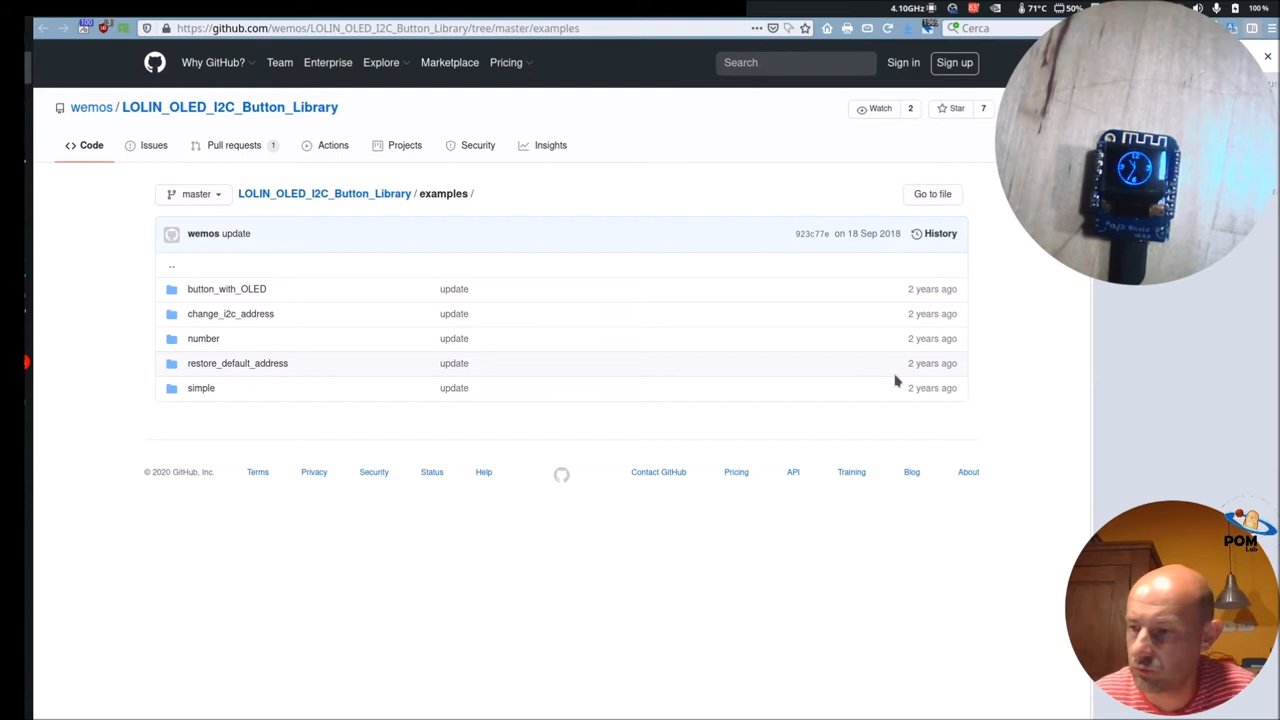 4.10GHz 71°C 50% 100 %
https://github.com/wemos/LOLIN_OLED_I2C_Button_Library/tree/master/examples
Cerca
Why GitHub? Team Enterprise Explore Marketplace Pricing Search Sign in Sign up
wemos / LOLIN_OLED_I2C_Button_Library Watch 2 Star 7
Code Issues Pull requests 1 Actions Projects Security Insights
master LOLIN_OLED_I2C_Button_Library / examples / Go to file
wemos update 923c77e on 18 Sep 2018 History
..
button_with_OLED update 2 years ago
change_i2c_address update 2 years ago
number update 2 years ago
restore_default_address update 2 years ago
simple update 2 years ago
© 2020 GitHub, Inc. Terms Privacy Security Status Help Contact GitHub Pricing API Training Blog About
POM
Lab